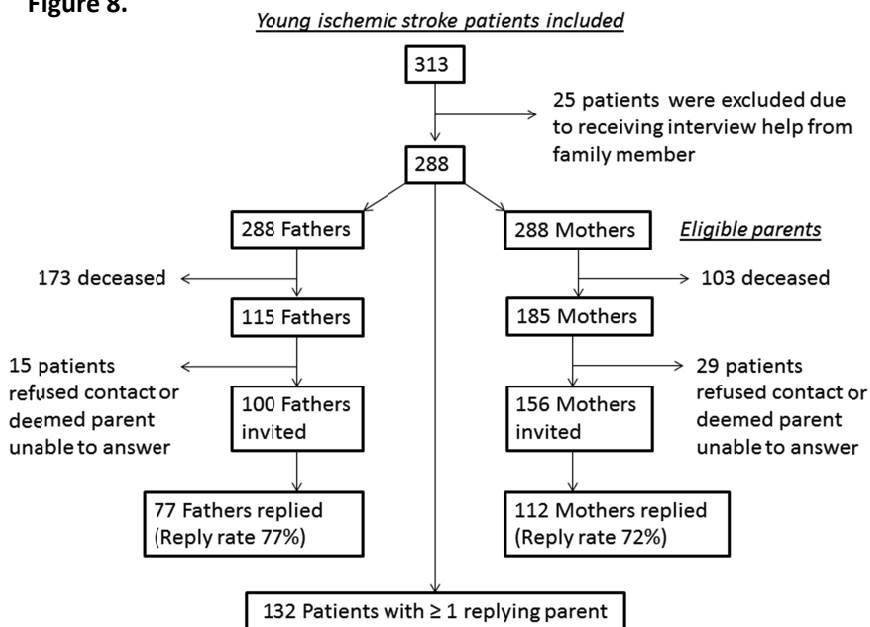 Figure 8.
Young ischemic stroke patients included
313
25 patients were excluded due
to receiving interview help from
family member
288
288 Fathers
288 Mothers
Eligible parents
173 deceased
103 deceased
115 Fathers
185 Mothers
15 patients
refused contact or
deemed parent
unable to answer
29 patients
refused contact or
deemed parent
unable to answer
100 Fathers
invited
156 Mothers
invited
77 Fathers replied
(Reply rate 77%)
112 Mothers replied
(Reply rate 72%)
132 Patients with ≥ 1 replying parent